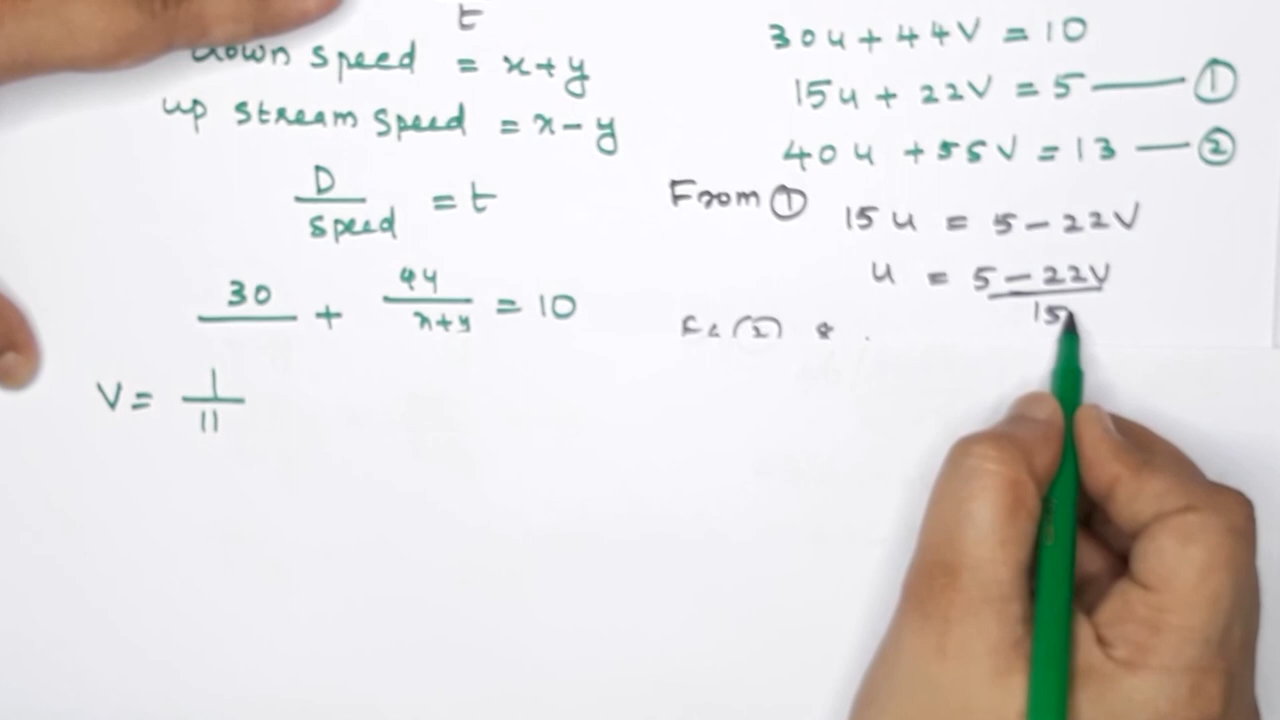 t
down speed = x+y
up stream speed = x-y
D/speed = t
30/ + 44/x+y = 10
V = 1/11
30u + 44V = 10
15u + 22V = 5 —— ①
40u + 55V = 13 — ②
From ① 15u = 5 - 22V
u = 5 - 22V/15